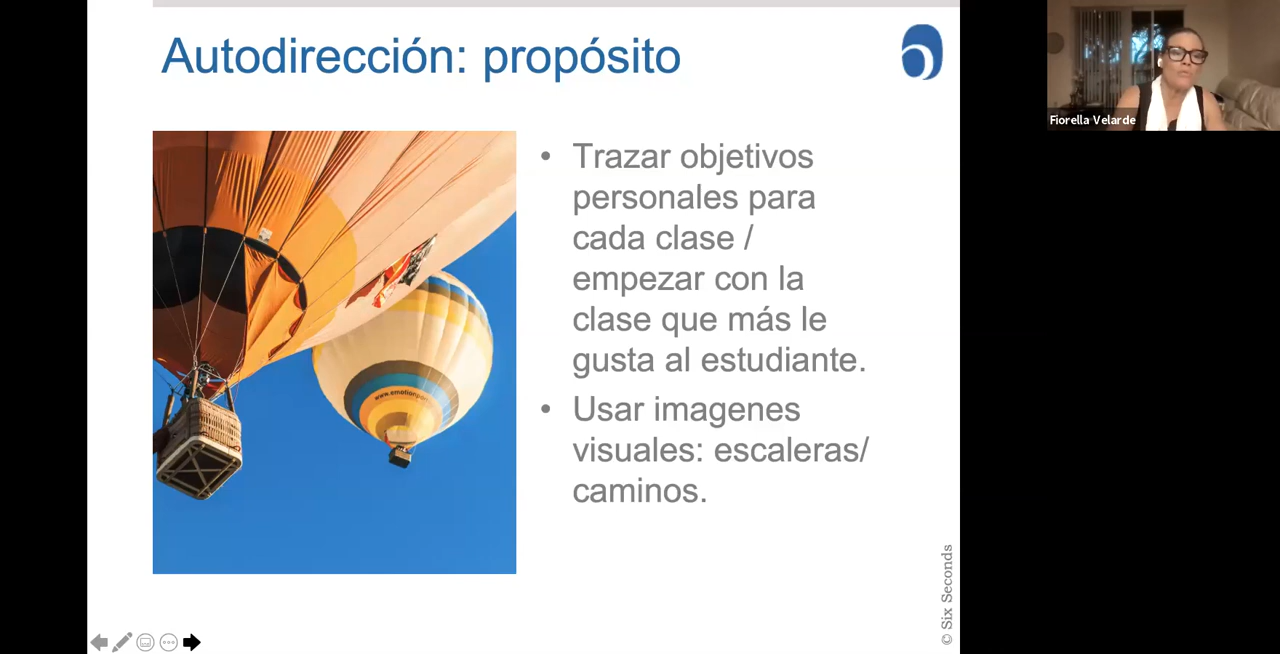 Autodirección: propósito
Fiorella Velarde
• Trazar objetivos
personales para
cada clase /
empezar con la
clase que más le
gusta al estudiante.
• Usar imagenes
visuales: escaleras/
caminos.
© Six Seconds